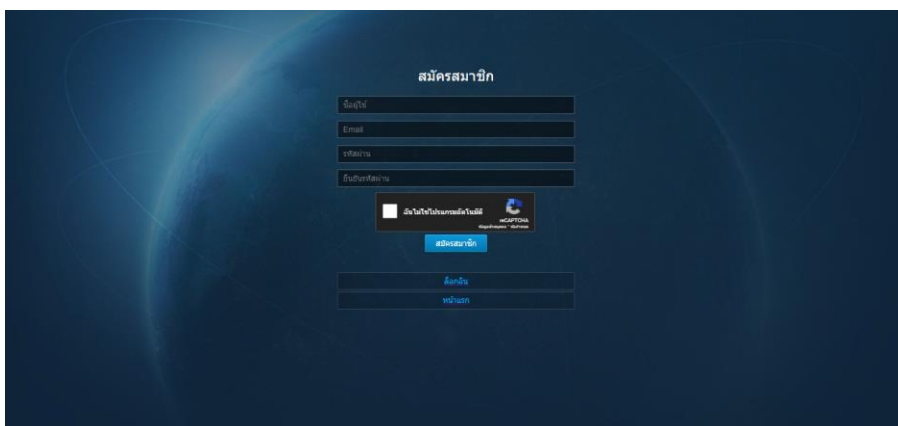 สมัครสมาชิก
ชื่อผู้ใช้
Email
รหัสผ่าน
ยืนยันรหัสผ่าน
ฉันไม่ใช่โปรแกรมอัตโนมัติ
reCAPTCHA
สมัครสมาชิก
ล็อกอิน
หน้าแรก